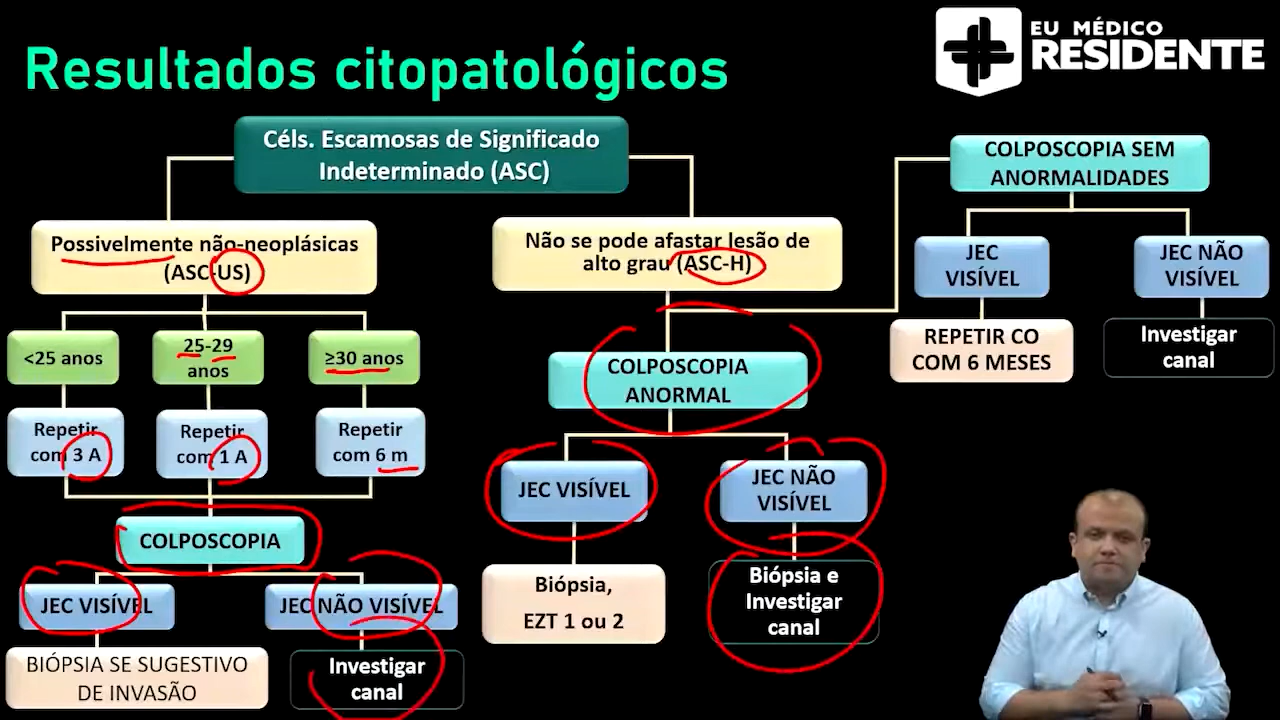 EU MÉDICO
RESIDENTE
Resultados citopatológicos
Céls. Escamosas de Significado
Indeterminado (ASC)
Possivelmente não-neoplásicas
(ASC-US)
<25 anos
25-29
anos
≥30 anos
Repetir
com 3 A
Repetir
com 1 A
Repetir
com 6 m
COLPOSCOPIA
JEC VISÍVEL
JEC NÃO VISÍVEL
BIÓPSIA SE SUGESTIVO
DE INVASÃO
Investigar
canal
Não se pode afastar lesão de
alto grau (ASC-H)
COLPOSCOPIA
ANORMAL
JEC VISÍVEL
JEC NÃO
VISÍVEL
Biópsia,
EZT 1 ou 2
Biópsia e
Investigar
canal
COLPOSCOPIA SEM
ANORMALIDADES
JEC
VISÍVEL
JEC NÃO
VISÍVEL
REPETIR CO
COM 6 MESES
Investigar
canal